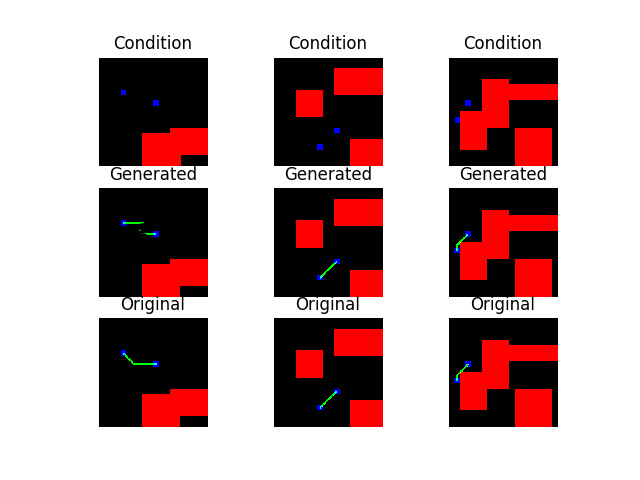 Condition Condition Condition
Generated Generated Generated
Original Original Original